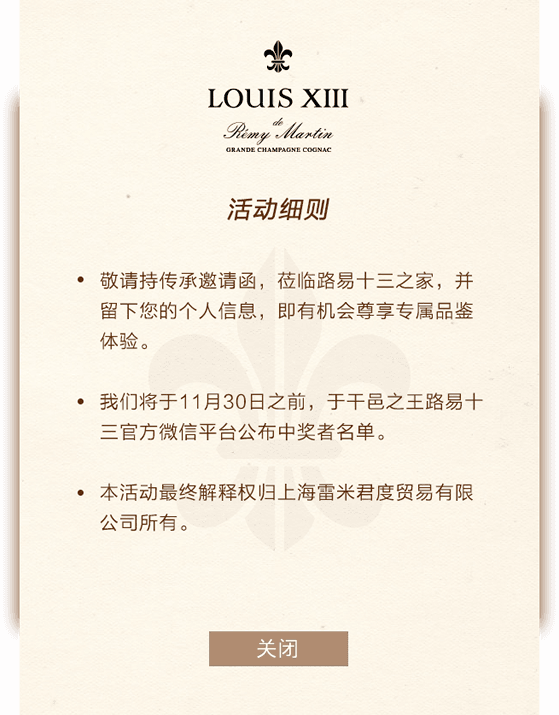 LOUIS XIII
de
Rémy Martin
GRANDE CHAMPAGNE COGNAC
活动细则
• 敬请持传承邀请函，莅临路易十三之家，并
留下您的个人信息，即有机会尊享专属品鉴
体验。
• 我们将于11月30日之前，于干邑之王路易十
三官方微信平台公布中奖者名单。
• 本活动最终解释权归上海雷米君度贸易有限
公司所有。
关闭